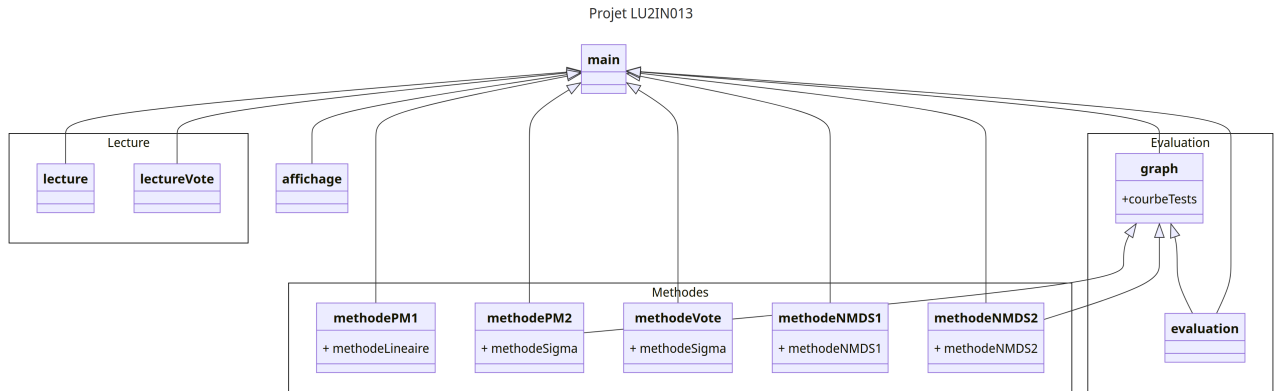 Projet LU2IN013
main
Lecture
Evaluation
lecture
lectureVote
affichage
graph
+courbeTests
Methodes
methodePM1
methodePM2
methodeVote
methodeNMDS1
methodeNMDS2
evaluation
+ methodeLineaire
+ methodeSigma
+ methodeSigma
+ methodeNMDS1
+ methodeNMDS2